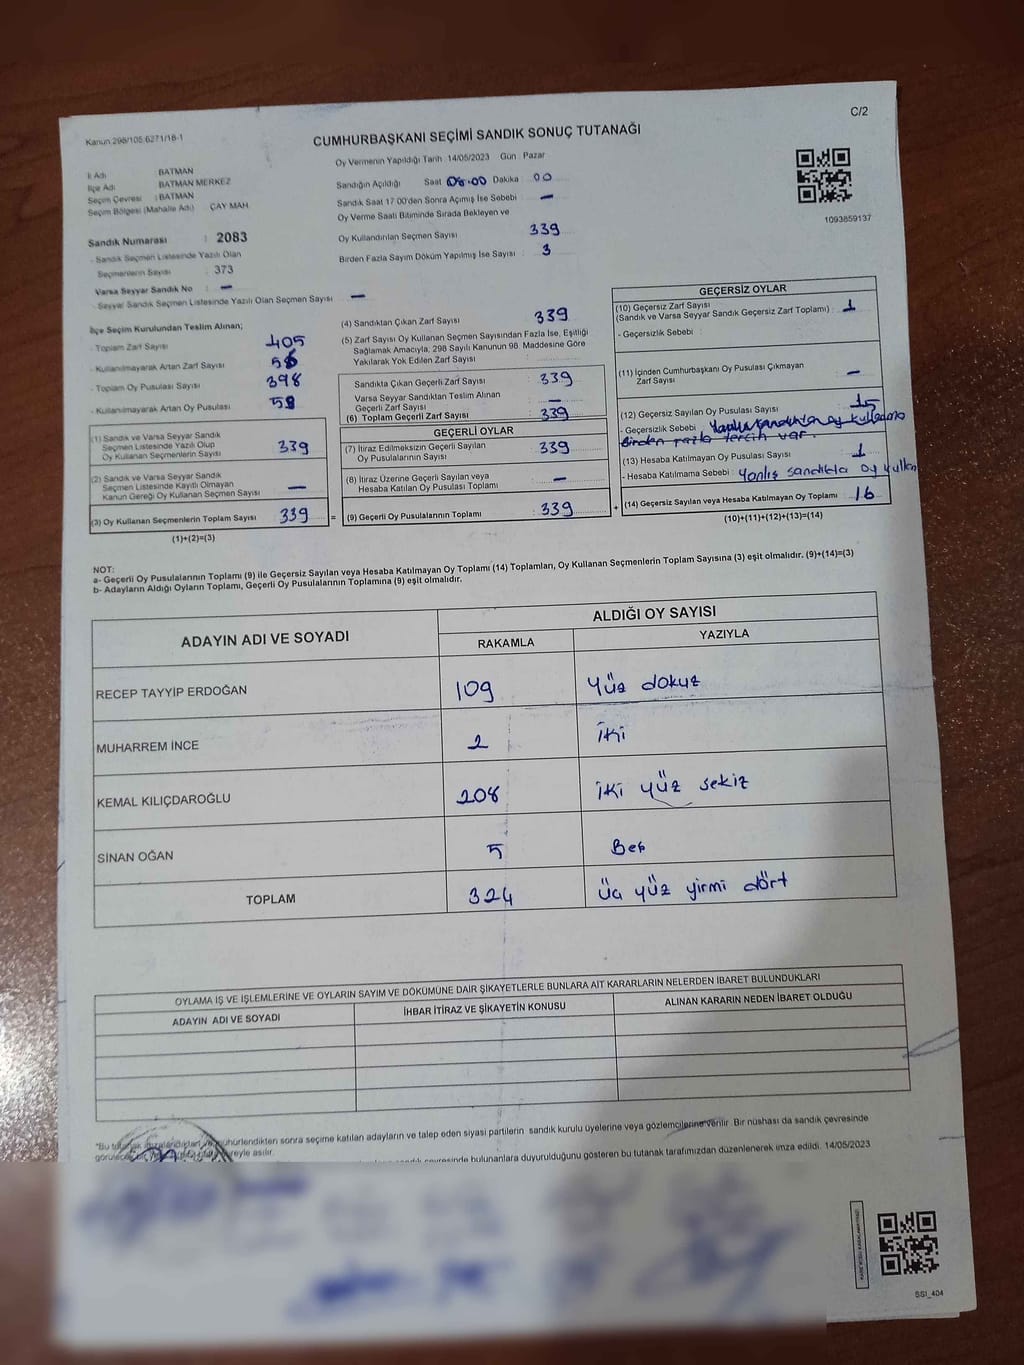 C/2
Kanun:298/105;6271/18-1
CUMHURBAŞKANI SEÇİMİ SANDIK SONUÇ TUTANAĞI
İl Adı BATMAN
İlçe Adı BATMAN MERKEZ
Seçim Çevresi : BATMAN
Seçim Bölgesi (Mahalle Adı) ÇAY MAH.
Sandık Numarası : 2083
- Sandık Seçmen Listesinde Yazılı Olan
Seçmenlerin Sayısı : 373
Varsa Seyyar Sandık No : —
- Seyyar Sandık Seçmen Listesinde Yazılı Olan Seçmen Sayısı —
Oy Vermenin Yapıldığı Tarih 14/05/2023 Gün Pazar
Sandığın Açıldığı Saat 08.00 Dakika : 00
Sandık Saat 17:00'den Sonra Açımış İse Sebebi : —
Oy Verme Saati Bitiminde Sırada Bekleyen ve
Oy Kullandırılan Seçmen Sayısı : 339
Birden Fazla Sayım Döküm Yapılmış İse Sayısı : 3
1093859137
İlçe Seçim Kurulundan Teslim Alınan;
- Toplam Zarf Sayısı 405
- Kullanılmayarak Artan Zarf Sayısı
- Toplam Oy Pusulası Sayısı 398
- Kullanılmayarak Artan Oy Pusulası
(1) Sandık ve Varsa Seyyar Sandık
Seçmen Listesinde Yazılı Olup
Oy Kullanan Seçmenlerin Sayısı 339
(2) Sandık ve Varsa Seyyar Sandık
Seçmen Listesinde Kayıtlı Olmayan
Kanun Gereği Oy Kullanan Seçmen Sayısı —
(3) Oy Kullanan Seçmenlerin Toplam Sayısı 339 =
(1)+(2)=(3)
(4) Sandıktan Çıkan Zarf Sayısı : 339
(5) Zarf Sayısı Oy Kullanan Seçmen Sayısından Fazla İse, Eşitliği
Sağlamak Amacıyla, 298 Sayılı Kanunun 98. Maddesine Göre
Yakılarak Yok Edilen Zarf Sayısı :
Sandıkta Çıkan Geçerli Zarf Sayısı : 339
Varsa Seyyar Sandıktan Teslim Alınan
Geçerli Zarf Sayısı : —
(6) Toplam Geçerli Zarf Sayısı : 339
GEÇERLİ OYLAR
(7) İtiraz Edilmeksizin Geçerli Sayılan
Oy Pusulalarının Sayısı : 339
(8) İtiraz Üzerine Geçerli Sayılan veya
Hesaba Katılan Oy Pusulası Toplamı : —
(9) Geçerli Oy Pusulalarının Toplamı : 339 +
GEÇERSİZ OYLAR
(10) Geçersiz Zarf Sayısı
(Sandık ve Varsa Seyyar Sandık Geçersiz Zarf Toplamı) : 1
- Geçersizlik Sebebi :
(11) İçinden Cumhurbaşkanı Oy Pusulası Çıkmayan
Zarf Sayısı : —
(12) Geçersiz Sayılan Oy Pusulası Sayısı : 15
- Geçersizlik Sebebi :
Birden fazla tercih var.
(13) Hesaba Katılmayan Oy Pusulası Sayısı : 1
- Hesaba Katılmama Sebebi : Yanlış sandıkta oy kullan
(14) Geçersiz Sayılan veya Hesaba Katılmayan Oy Toplamı 16
(10)+(11)+(12)+(13)=(14)
NOT:
a- Geçerli Oy Pusulalarının Toplamı (9) ile Geçersiz Sayılan veya Hesaba Katılmayan Oy Toplamı (14) Toplamları, Oy Kullanan Seçmenlerin Toplam Sayısına (3) eşit olmalıdır. (9)+(14)=(3)
b- Adayların Aldığı Oyların Toplamı, Geçerli Oy Pusulalarının Toplamına (9) eşit olmalıdır.
ADAYIN ADI VE SOYADI ALDIĞI OY SAYISI
RAKAMLA YAZIYLA
RECEP TAYYİP ERDOĞAN 109 Yüz dokuz
MUHARREM İNCE 2 İki
KEMAL KILIÇDAROĞLU 208 İki yüz sekiz
SİNAN OĞAN 5 Beş
TOPLAM 324 Üç yüz yirmi dört
OYLAMA İŞ VE İŞLEMLERİNE VE OYLARIN SAYIM VE DÖKÜMÜNE DAİR ŞİKAYETLERLE BUNLARA AİT KARARLARIN NELERDEN İBARET BULUNDUKLARI
ADAYIN ADI VE SOYADI İHBAR İTİRAZ VE ŞİKAYETİN KONUSU ALINAN KARARIN NEDEN İBARET OLDUĞU
*Bu tutanak imzalandıktan ve mühürlendikten sonra seçime katılan adayların ve talep eden siyasi partilerin sandık kurulu üyelerine veya gözlemcilerine verilir. Bir nüshası da sandık çevresinde
asılır. sandık çevresinde bulunanlara duyurulduğunu gösteren bu tutanak tarafımızdan düzenlenerek imza edildi. 14/05/2023
SSI_404